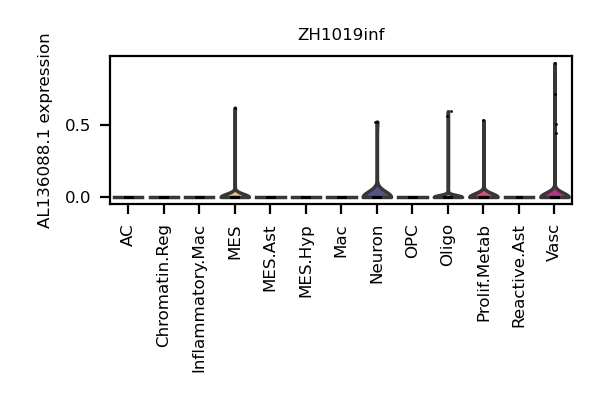 ZH1019inf
AL136088.1 expression
0.5
0.0
AC
Chromatin.Reg
Inflammatory.Mac
MES
MES.Ast
MES.Hyp
Mac
Neuron
OPC
Oligo
Prolif.Metab
Reactive.Ast
Vasc